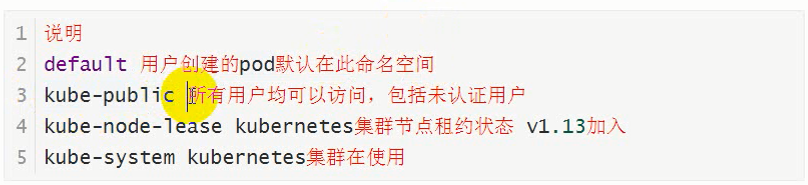 1 说明
2 default 用户创建的pod默认在此命名空间
3 kube-public 所有用户均可以访问，包括未认证用户
4 kube-node-lease kubernetes集群节点租约状态 v1.13加入
5 kube-system kubernetes集群在使用